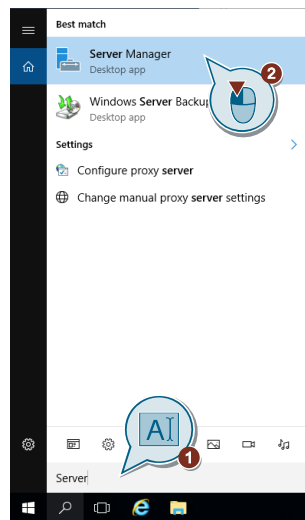 Best match
Server Manager
Desktop app
2
Windows Server Backup
Desktop app
Settings
Configure proxy server
Change manual proxy server settings
AI
1
Server